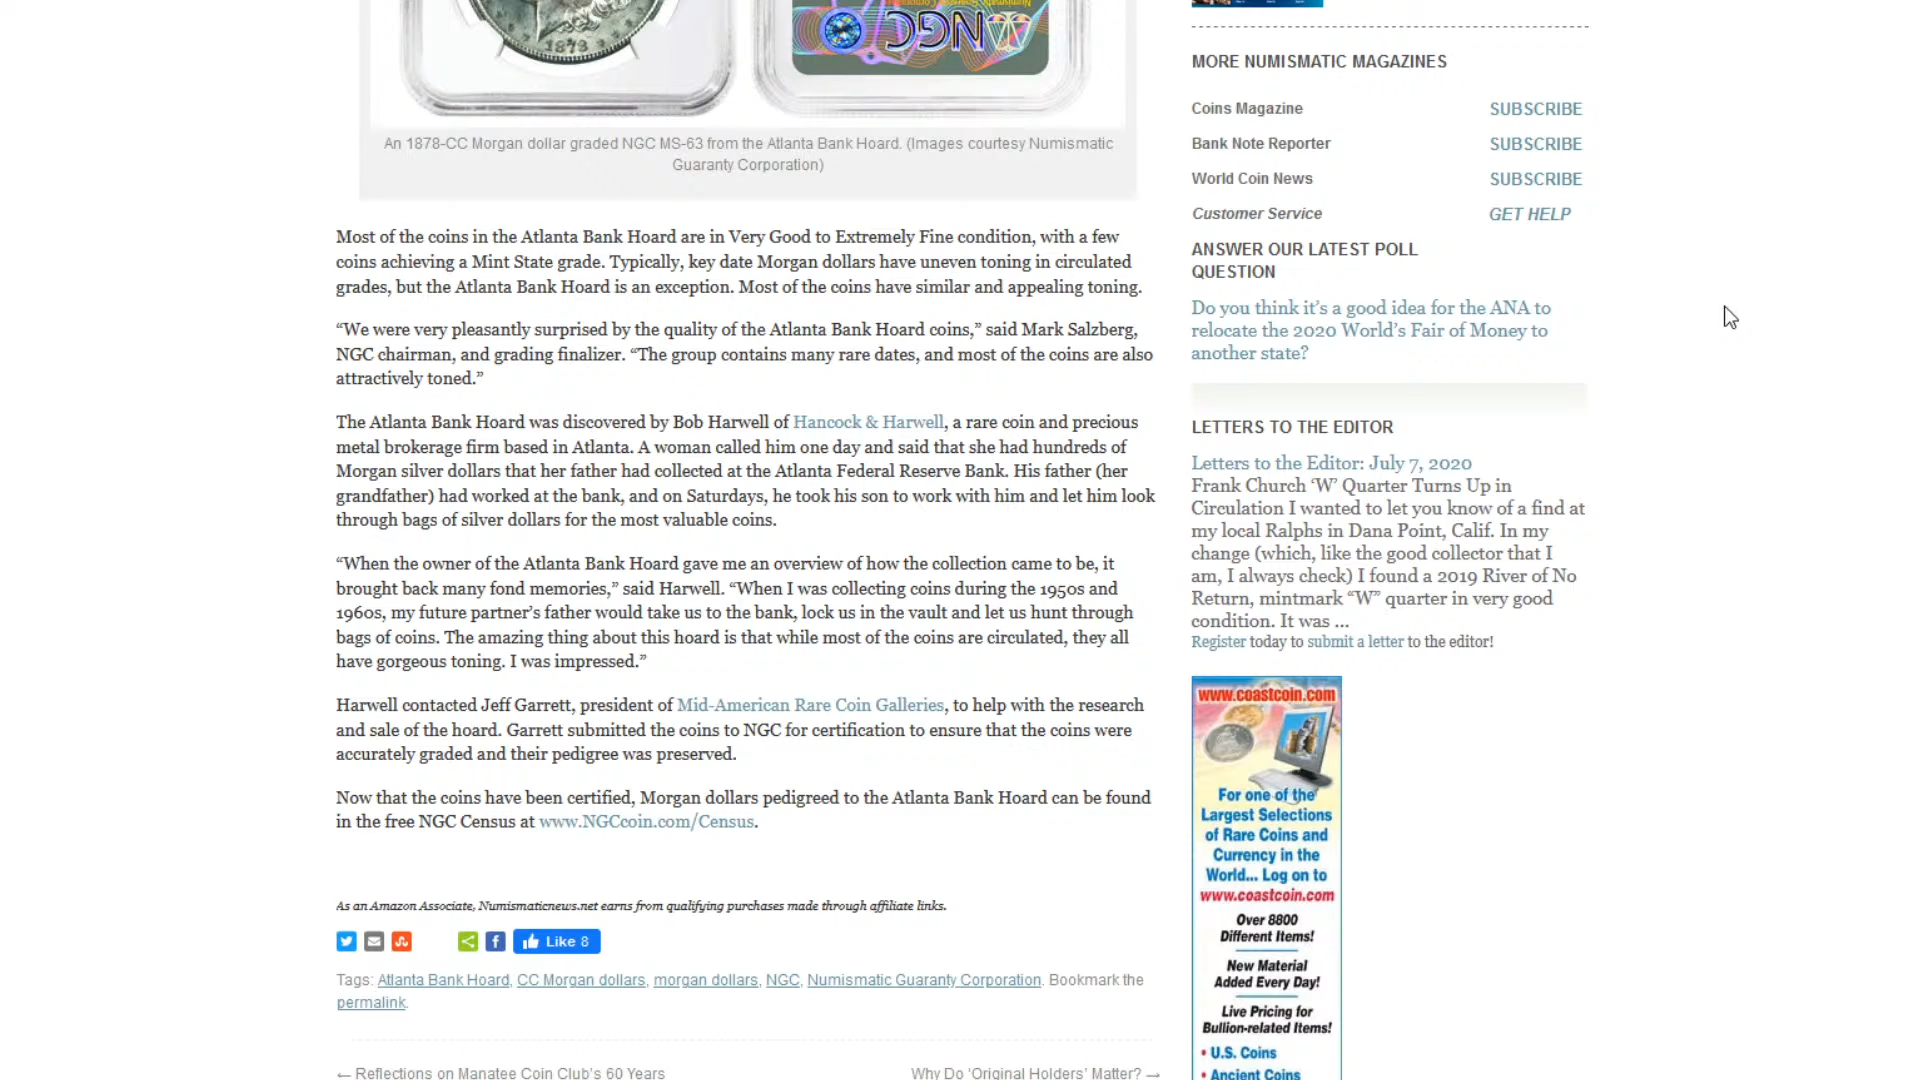 1878
NGC
An 1878-CC Morgan dollar graded NGC MS-63 from the Atlanta Bank Hoard. (Images courtesy Numismatic
Guaranty Corporation)
Most of the coins in the Atlanta Bank Hoard are in Very Good to Extremely Fine condition, with a few
coins achieving a Mint State grade. Typically, key date Morgan dollars have uneven toning in circulated
grades, but the Atlanta Bank Hoard is an exception. Most of the coins have similar and appealing toning.
“We were very pleasantly surprised by the quality of the Atlanta Bank Hoard coins,” said Mark Salzberg,
NGC chairman, and grading finalizer. “The group contains many rare dates, and most of the coins are also
attractively toned.”
The Atlanta Bank Hoard was discovered by Bob Harwell of Hancock & Harwell, a rare coin and precious
metal brokerage firm based in Atlanta. A woman called him one day and said that she had hundreds of
Morgan silver dollars that her father had collected at the Atlanta Federal Reserve Bank. His father (her
grandfather) had worked at the bank, and on Saturdays, he took his son to work with him and let him look
through bags of silver dollars for the most valuable coins.
“When the owner of the Atlanta Bank Hoard gave me an overview of how the collection came to be, it
brought back many fond memories,” said Harwell. “When I was collecting coins during the 1950s and
1960s, my future partner’s father would take us to the bank, lock us in the vault and let us hunt through
bags of coins. The amazing thing about this hoard is that while most of the coins are circulated, they all
have gorgeous toning. I was impressed.”
Harwell contacted Jeff Garrett, president of Mid-American Rare Coin Galleries, to help with the research
and sale of the hoard. Garrett submitted the coins to NGC for certification to ensure that the coins were
accurately graded and their pedigree was preserved.
Now that the coins have been certified, Morgan dollars pedigreed to the Atlanta Bank Hoard can be found
in the free NGC Census at www.NGCcoin.com/Census.
As an Amazon Associate, Numismaticnews.net earns from qualifying purchases made through affiliate links.
Like 8
Tags: Atlanta Bank Hoard, CC Morgan dollars, morgan dollars, NGC, Numismatic Guaranty Corporation. Bookmark the
permalink.
← Reflections on Manatee Coin Club’s 60 Years
Why Do ‘Original Holders’ Matter? →
MORE NUMISMATIC MAGAZINES
Coins Magazine SUBSCRIBE
Bank Note Reporter SUBSCRIBE
World Coin News SUBSCRIBE
Customer Service GET HELP
ANSWER OUR LATEST POLL
QUESTION
Do you think it’s a good idea for the ANA to
relocate the 2020 World’s Fair of Money to
another state?
LETTERS TO THE EDITOR
Letters to the Editor: July 7, 2020
Frank Church ‘W’ Quarter Turns Up in
Circulation I wanted to let you know of a find at
my local Ralphs in Dana Point, Calif. In my
change (which, like the good collector that I
am, I always check) I found a 2019 River of No
Return, mintmark “W” quarter in very good
condition. It was ...
Register today to submit a letter to the editor!
www.coastcoin.com
For one of the
Largest Selections
of Rare Coins and
Currency in the
World... Log on to
www.coastcoin.com
Over 8800
Different Items!
New Material
Added Every Day!
Live Pricing for
Bullion-related Items!
• U.S. Coins
• Ancient Coins